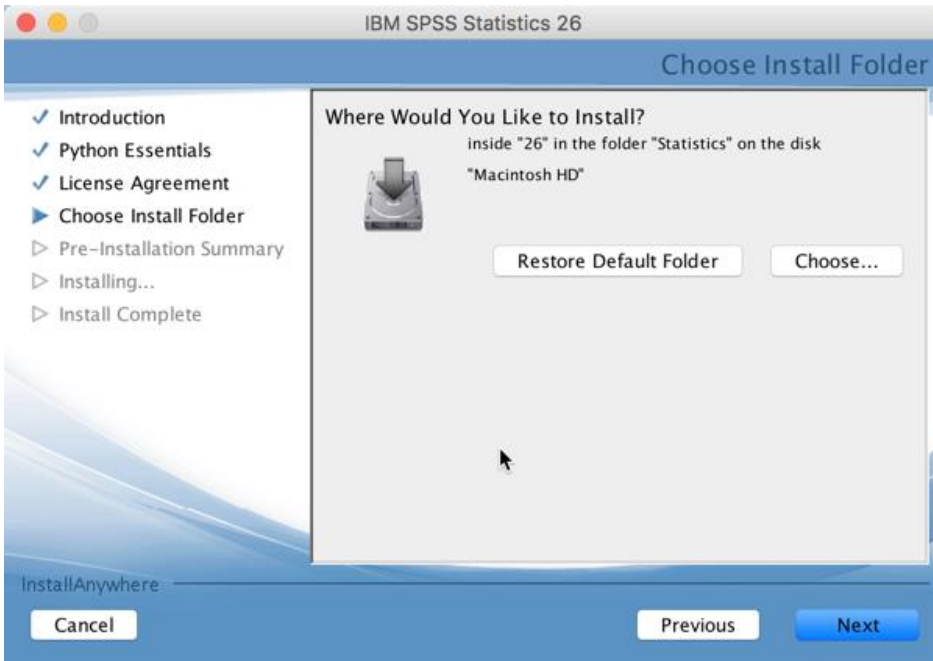 IBM SPSS Statistics 26
Choose Install Folder
Introduction
Python Essentials
License Agreement
Choose Install Folder
Pre-Installation Summary
Installing...
Install Complete
Where Would You Like to Install?
inside "26" in the folder "Statistics" on the disk
"Macintosh HD"
Restore Default Folder
Choose...
InstallAnywhere
Cancel
Previous
Next